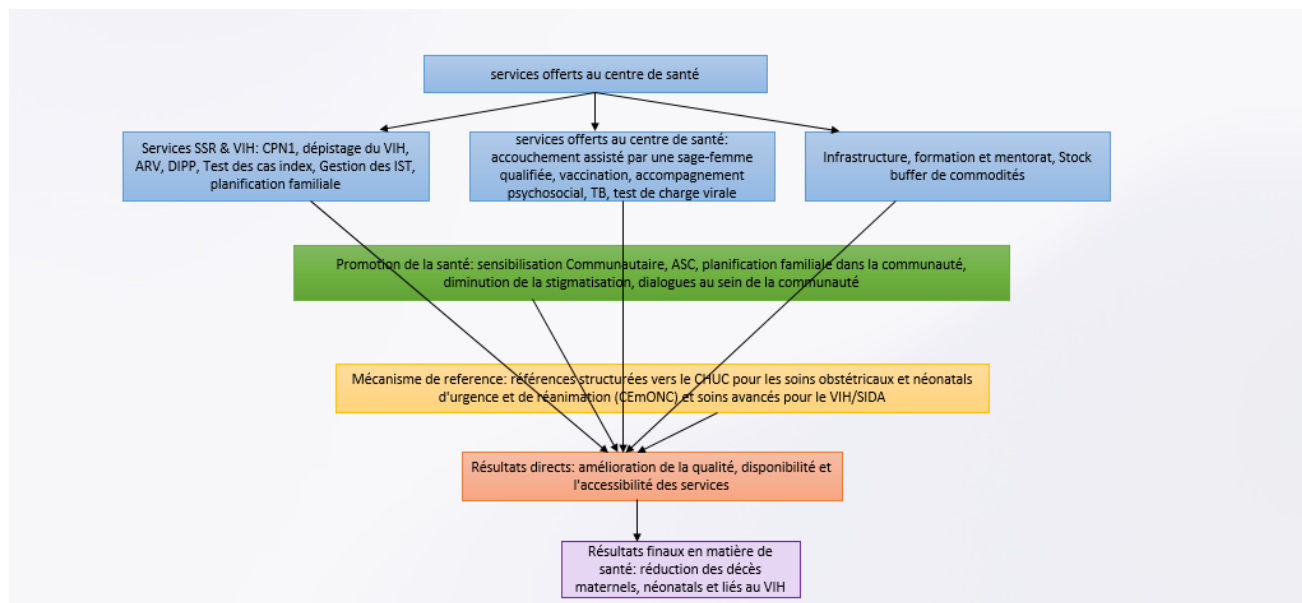 services offerts au centre de santé
Services SSR & VIH: CPN1, dépistage du VIH,
ARV, DIPP, Test des cas index, Gestion des IST,
planification familiale
services offerts au centre de santé:
accouchement assisté par une sage-femme
qualifiée, vaccination, accompagnement
psychosocial, TB, test de charge virale
Infrastructure, formation et mentorat, Stock
buffer de commodités
Promotion de la santé: sensibilisation Communautaire, ASC, planification familiale dans la communauté,
diminution de la stigmatisation, dialogues au sein de la communauté
Mécanisme de reference: références structurées vers le CHUC pour les soins obstétricaux et néonatals
d'urgence et de réanimation (CEmONC) et soins avancés pour le VIH/SIDA
Résultats directs: amélioration de la qualité, disponibilité et
l'accessibilité des services
Résultats finaux en matière de
santé: réduction des décès
maternels, néonatals et liés au VIH